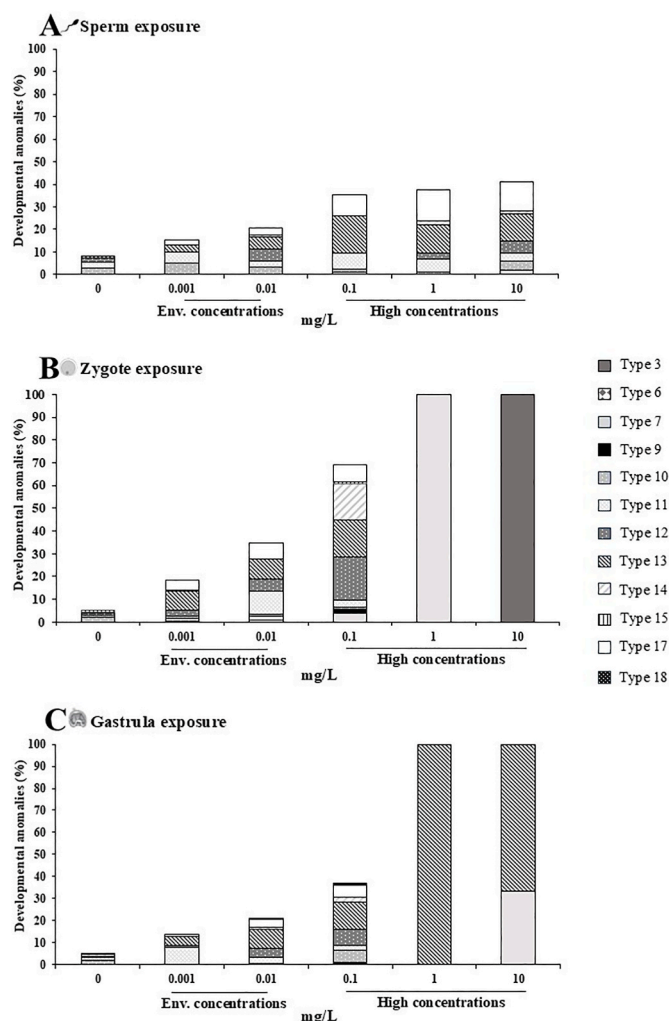 A Sperm exposure
Developmental anomalies (%)
100
90
80
70
60
50
40
30
20
10
0
0 0.001 0.01 0.1 1 10
Env. concentrations High concentrations
mg/L
B Zygote exposure
Developmental anomalies (%)
100
90
80
70
60
50
40
30
20
10
0
0 0.001 0.01 0.1 1 10
Env. concentrations High concentrations
mg/L
Type 3
Type 6
Type 7
Type 9
Type 10
Type 11
Type 12
Type 13
Type 14
Type 15
Type 17
Type 18
C Gastrula exposure
Developmental anomalies (%)
100
90
80
70
60
50
40
30
20
10
0
0 0.001 0.01 0.1 1 10
Env. concentrations High concentrations
mg/L